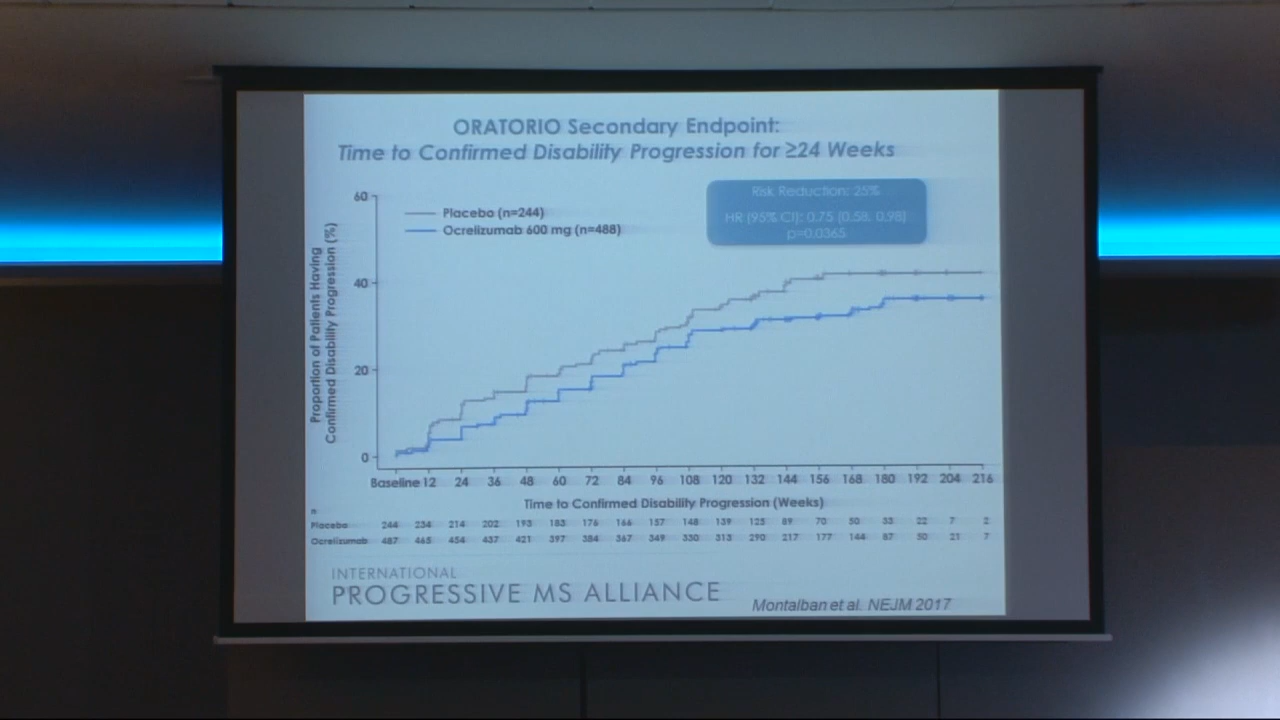 ORATORIO Secondary Endpoint:
Time to Confirmed Disability Progression for ≥24 Weeks
Risk Reduction: 25%
HR (95% CI): 0.75 (0.58, 0.98)
p=0.0365
Placebo (n=244)
Ocrelizumab 600 mg (n=488)
Proportion of Patients Having
Confirmed Disability Progression (%)
60
40
20
0
Baseline 12 24 36 48 60 72 84 96 108 120 132 144 156 168 180 192 204 216
Time to Confirmed Disability Progression (Weeks)
n
Placebo 244 234 214 202 193 183 176 166 157 148 139 125 89 70 50 33 22 7 2
Ocrelizumab 487 465 454 437 421 397 384 367 349 330 313 290 217 177 144 87 50 21 7
INTERNATIONAL
PROGRESSIVE MS ALLIANCE
Montalban et al. NEJM 2017